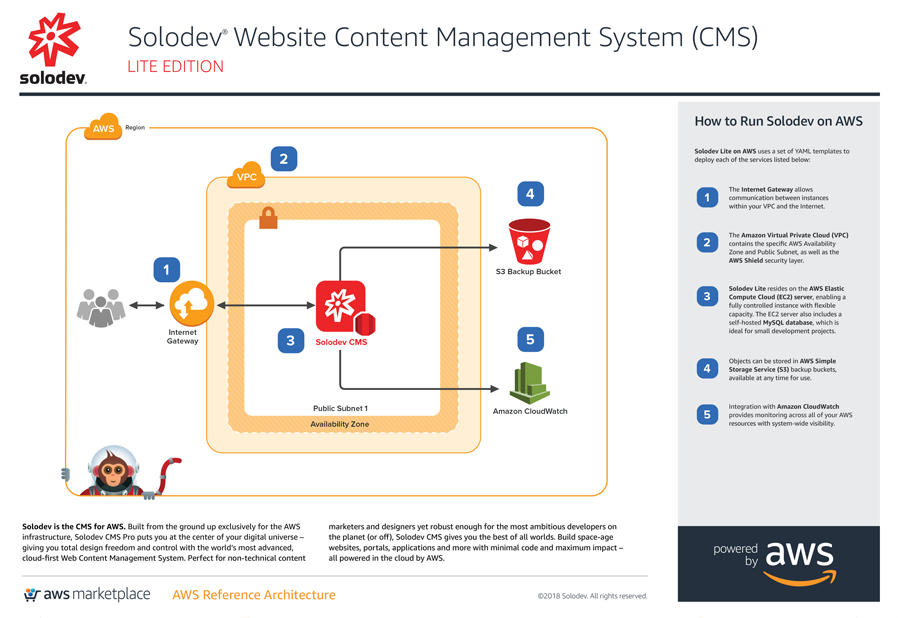 solodev®
Solodev® Website Content Management System (CMS)
LITE EDITION
AWS
Region
VPC
2
4
S3 Backup Bucket
1
Internet
Gateway
3
Solodev CMS
5
Amazon CloudWatch
Public Subnet 1
Availability Zone
How to Run Solodev on AWS
Solodev Lite on AWS uses a set of YAML templates to
deploy each of the services listed below:
1
The Internet Gateway allows
communication between instances
within your VPC and the Internet.
2
The Amazon Virtual Private Cloud (VPC)
contains the specific AWS Availability
Zone and Public Subnet, as well as the
AWS Shield security layer.
3
Solodev Lite resides on the AWS Elastic
Compute Cloud (EC2) server, enabling a
fully controlled instance with flexible
capacity. The EC2 server also includes a
self-hosted MySQL database, which is
ideal for small development projects.
4
Objects can be stored in AWS Simple
Storage Service (S3) backup buckets,
available at any time for use.
5
Integration with Amazon CloudWatch
provides monitoring across all of your AWS
resources with system-wide visibility.
Solodev is the CMS for AWS. Built from the ground up exclusively for the AWS
infrastructure, Solodev CMS Pro puts you at the center of your digital universe –
giving you total design freedom and control with the world's most advanced,
cloud-first Web Content Management System. Perfect for non-technical content
marketers and designers yet robust enough for the most ambitious developers on
the planet (or off), Solodev CMS gives you the best of all worlds. Build space-age
websites, portals, applications and more with minimal code and maximum impact –
all powered in the cloud by AWS.
aws marketplace
AWS Reference Architecture
©2018 Solodev. All rights reserved.
powered
by
aws